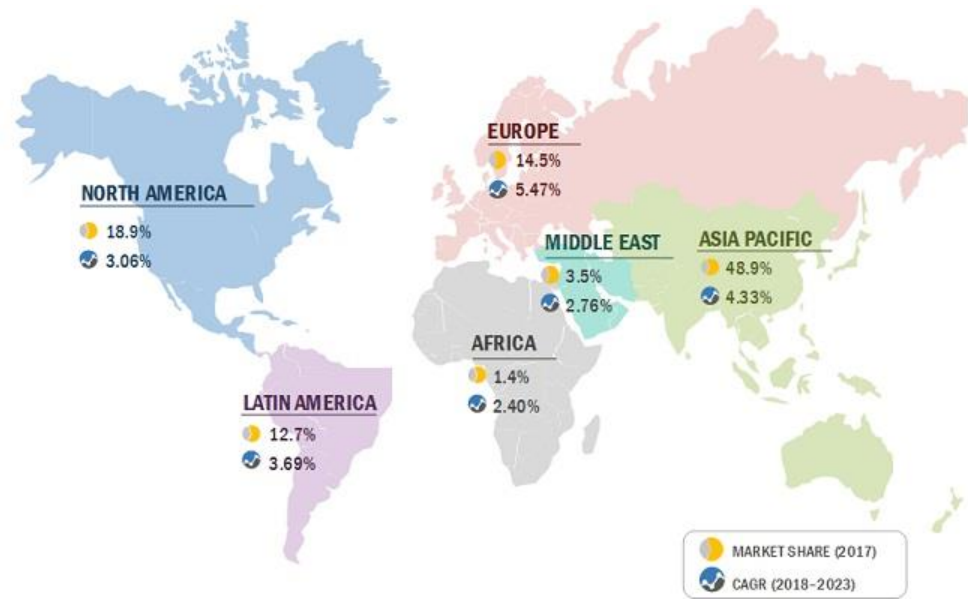 EUROPE
14.5%
5.47%
NORTH AMERICA
18.9%
3.06%
MIDDLE EAST
3.5%
2.76%
ASIA PACIFIC
48.9%
4.33%
AFRICA
1.4%
2.40%
LATIN AMERICA
12.7%
3.69%
MARKET SHARE (2017)
CAGR (2018–2023)